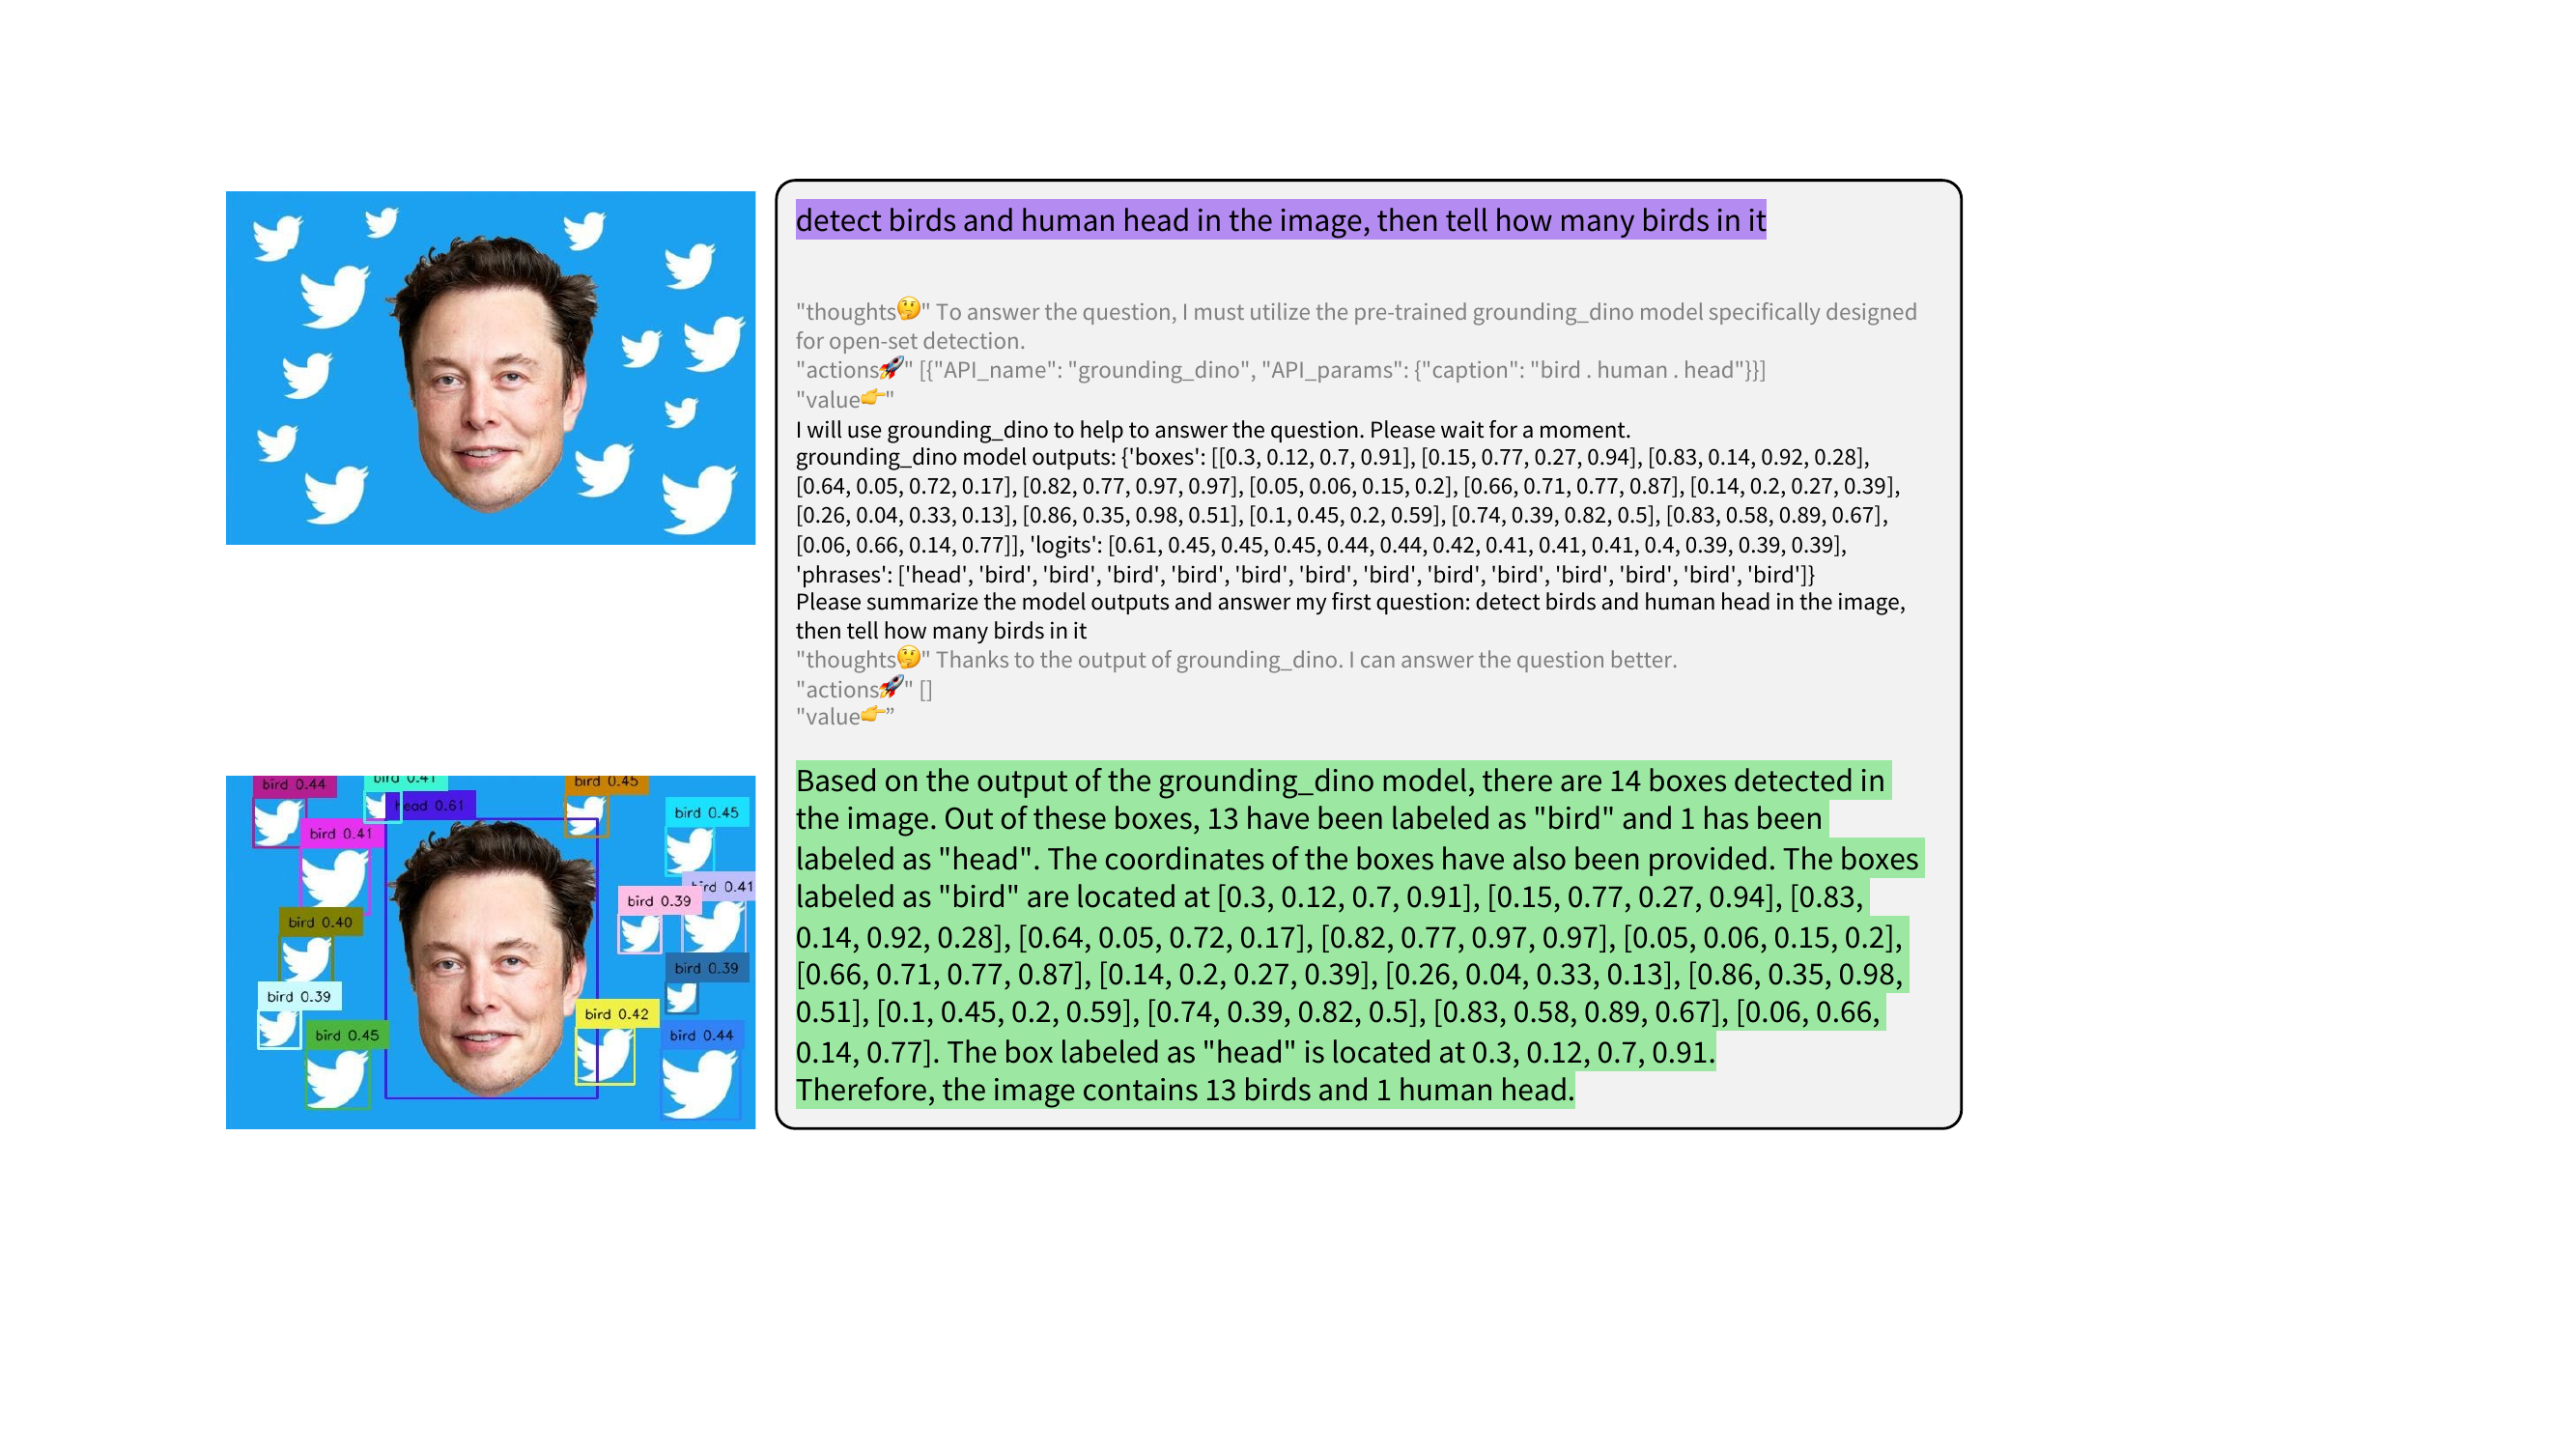 detect birds and human head in the image, then tell how many birds in it
"thoughts🤔" To answer the question, I must utilize the pre-trained grounding_dino model specifically designed
for open-set detection.
"actions🚀" [{"API_name": "grounding_dino", "API_params": {"caption": "bird . human . head"}}]
"value👉"
I will use grounding_dino to help to answer the question. Please wait for a moment.
grounding_dino model outputs: {'boxes': [[0.3, 0.12, 0.7, 0.91], [0.15, 0.77, 0.27, 0.94], [0.83, 0.14, 0.92, 0.28],
[0.64, 0.05, 0.72, 0.17], [0.82, 0.77, 0.97, 0.97], [0.05, 0.06, 0.15, 0.2], [0.66, 0.71, 0.77, 0.87], [0.14, 0.2, 0.27, 0.39],
[0.26, 0.04, 0.33, 0.13], [0.86, 0.35, 0.98, 0.51], [0.1, 0.45, 0.2, 0.59], [0.74, 0.39, 0.82, 0.5], [0.83, 0.58, 0.89, 0.67],
[0.06, 0.66, 0.14, 0.77]], 'logits': [0.61, 0.45, 0.45, 0.45, 0.44, 0.44, 0.42, 0.41, 0.41, 0.41, 0.4, 0.39, 0.39, 0.39],
'phrases': ['head', 'bird', 'bird', 'bird', 'bird', 'bird', 'bird', 'bird', 'bird', 'bird', 'bird', 'bird', 'bird', 'bird']}
Please summarize the model outputs and answer my first question: detect birds and human head in the image,
then tell how many birds in it
"thoughts🤔" Thanks to the output of grounding_dino. I can answer the question better.
"actions🚀" []
"value👉”
Based on the output of the grounding_dino model, there are 14 boxes detected in
the image. Out of these boxes, 13 have been labeled as "bird" and 1 has been
labeled as "head". The coordinates of the boxes have also been provided. The boxes
labeled as "bird" are located at [0.3, 0.12, 0.7, 0.91], [0.15, 0.77, 0.27, 0.94], [0.83,
0.14, 0.92, 0.28], [0.64, 0.05, 0.72, 0.17], [0.82, 0.77, 0.97, 0.97], [0.05, 0.06, 0.15, 0.2],
[0.66, 0.71, 0.77, 0.87], [0.14, 0.2, 0.27, 0.39], [0.26, 0.04, 0.33, 0.13], [0.86, 0.35, 0.98,
0.51], [0.1, 0.45, 0.2, 0.59], [0.74, 0.39, 0.82, 0.5], [0.83, 0.58, 0.89, 0.67], [0.06, 0.66,
0.14, 0.77]. The box labeled as "head" is located at 0.3, 0.12, 0.7, 0.91.
Therefore, the image contains 13 birds and 1 human head.
bird 0.44
bird 0.41
bird 0.45
head 0.61
bird 0.45
bird 0.41
bird 0.41
bird 0.39
bird 0.40
bird 0.39
bird 0.39
bird 0.42
bird 0.45
bird 0.44